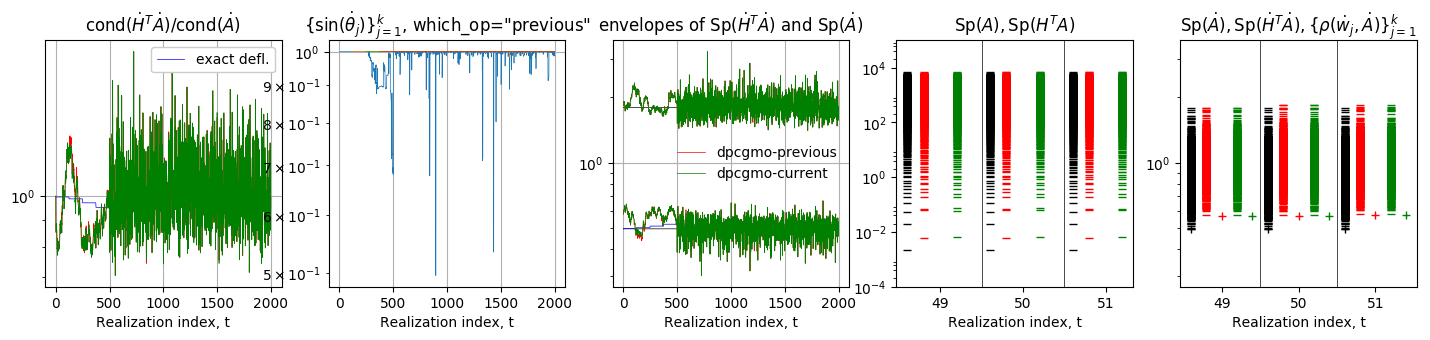 cond(Ḣ^T Ȧ)/cond(Ȧ)
exact defl.
10^0
0 500 1000 1500 2000
Realization index, t
{sin(θ̇_j)}_{j=1}^k, which_op="previous"
10^0
9 × 10^−1
8 × 10^−1
7 × 10^−1
6 × 10^−1
5 × 10^−1
0 500 1000 1500 2000
Realization index, t
envelopes of Sp(Ḣ^T Ȧ) and Sp(Ȧ)
10^0
dpcgmo-previous
dpcgmo-current
0 500 1000 1500 2000
Realization index, t
Sp(A), Sp(H^T A)
10^4
10^2
10^0
10^−2
10^−4
49 50 51
Realization index, t
Sp(Ȧ), Sp(Ḣ^T Ȧ), {ρ(ẇ_j, Ȧ)}_{j=1}^k
10^0
49 50 51
Realization index, t